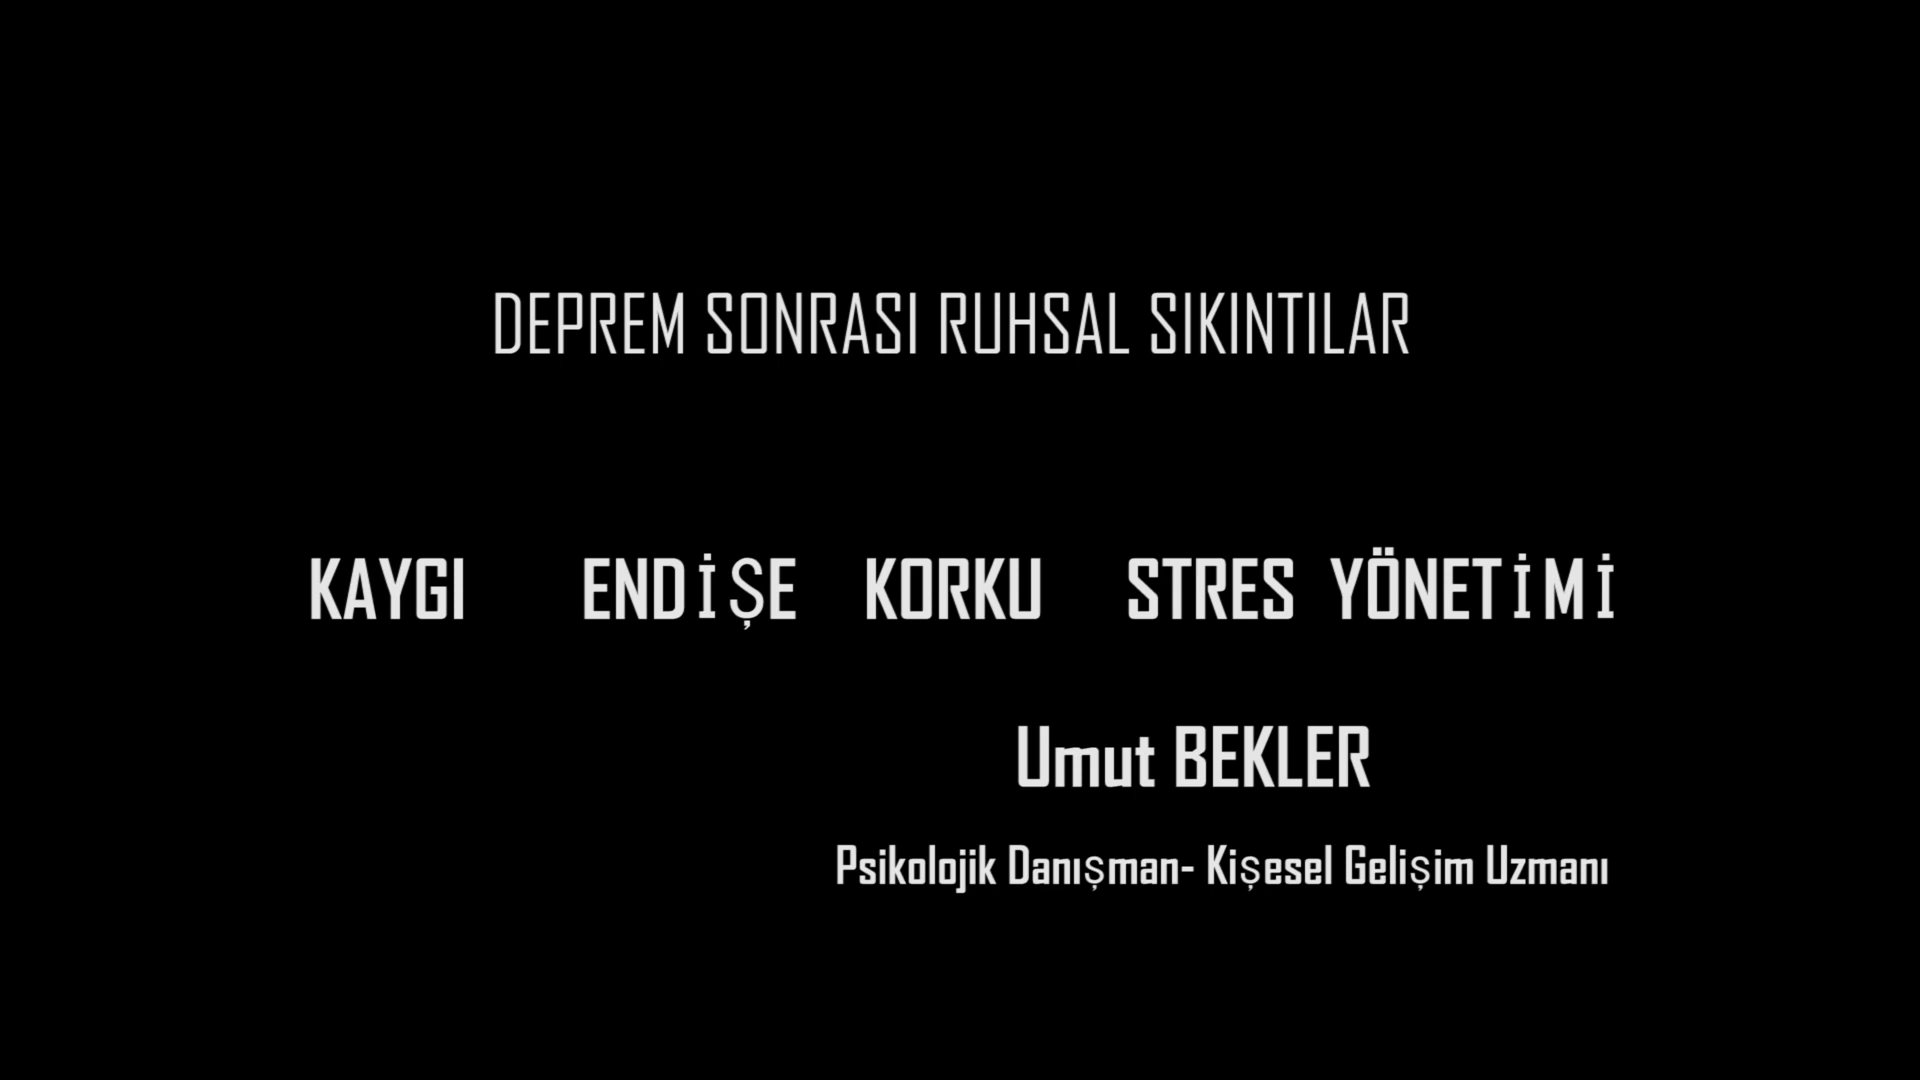 DEPREM SONRASI RUHSAL SIKINTILAR
KAYGI ENDİŞE KORKU STRES YÖNETİMİ
Umut BEKLER
Psikolojik Danışman- Kişesel Gelişim Uzmanı